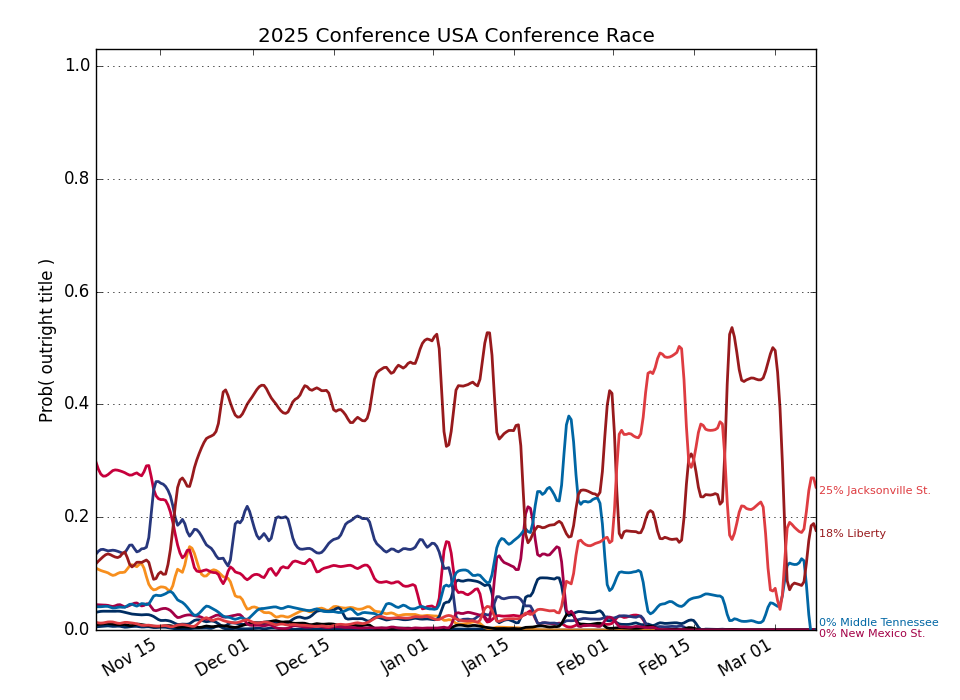 2025 Conference USA Conference Race
Prob( outright title )
1.0
0.8
0.6
0.4
0.2
0.0
25% Jacksonville St.
18% Liberty
0% Middle Tennessee
0% New Mexico St.
Nov 15
Dec 01
Dec 15
Jan 01
Jan 15
Feb 01
Feb 15
Mar 01